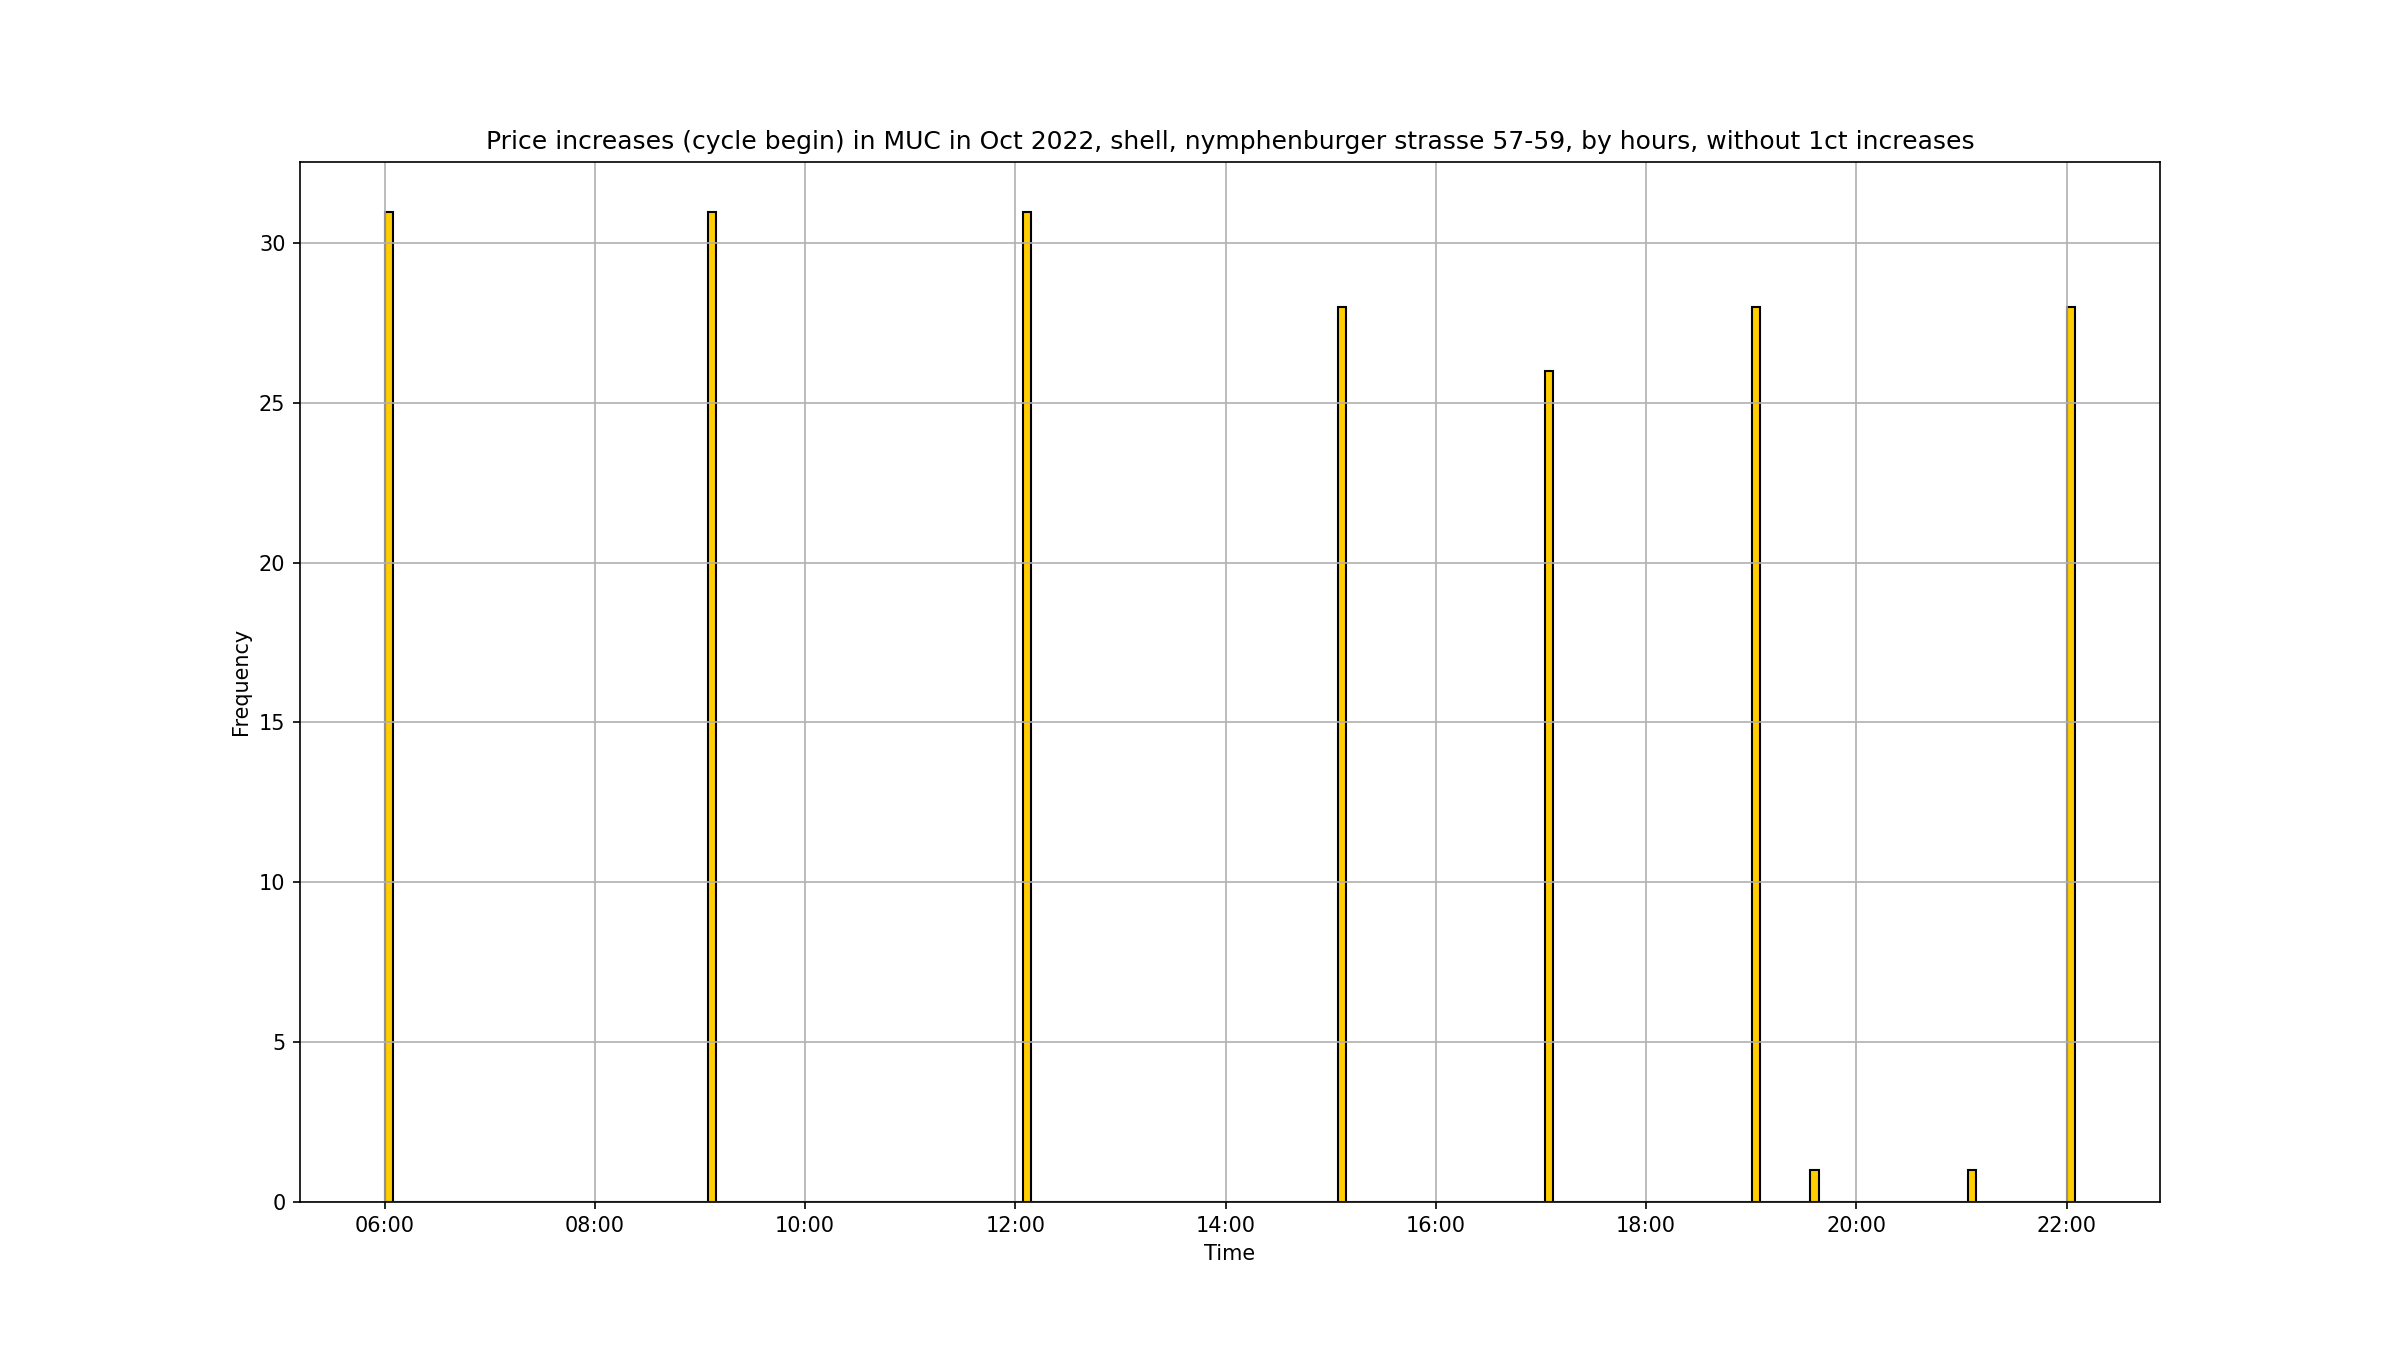 Price increases (cycle begin) in MUC in Oct 2022, shell, nymphenburger strasse 57-59, by hours, without 1ct increases
30
25
20
15
10
5
0
Frequency
06:00 08:00 10:00 12:00 14:00 16:00 18:00 20:00 22:00
Time